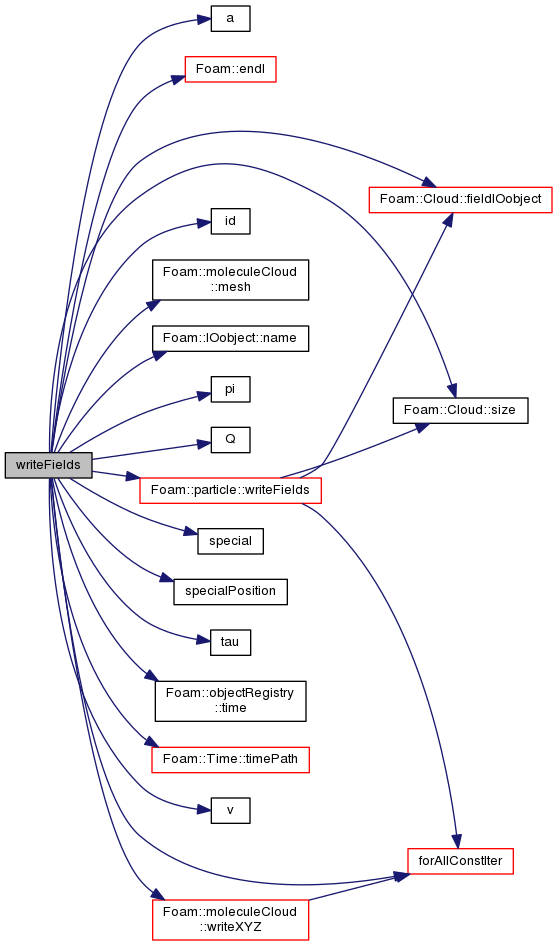 a
Foam::endl
Foam::Cloud::fieldIOobject
id
Foam::moleculeCloud
::mesh
Foam::IOobject::name
pi
Foam::Cloud::size
Q
writeFields
Foam::particle::writeFields
special
specialPosition
tau
Foam::objectRegistry
::time
Foam::Time::timePath
v
forAllConstIter
Foam::moleculeCloud
::writeXYZ